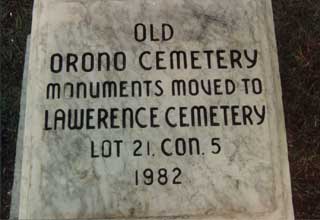 OLD
ORONO CEMETERY
MONUMENTS MOVED TO
LAWERENCE CEMETERY
LOT 21. CON. 5
1982